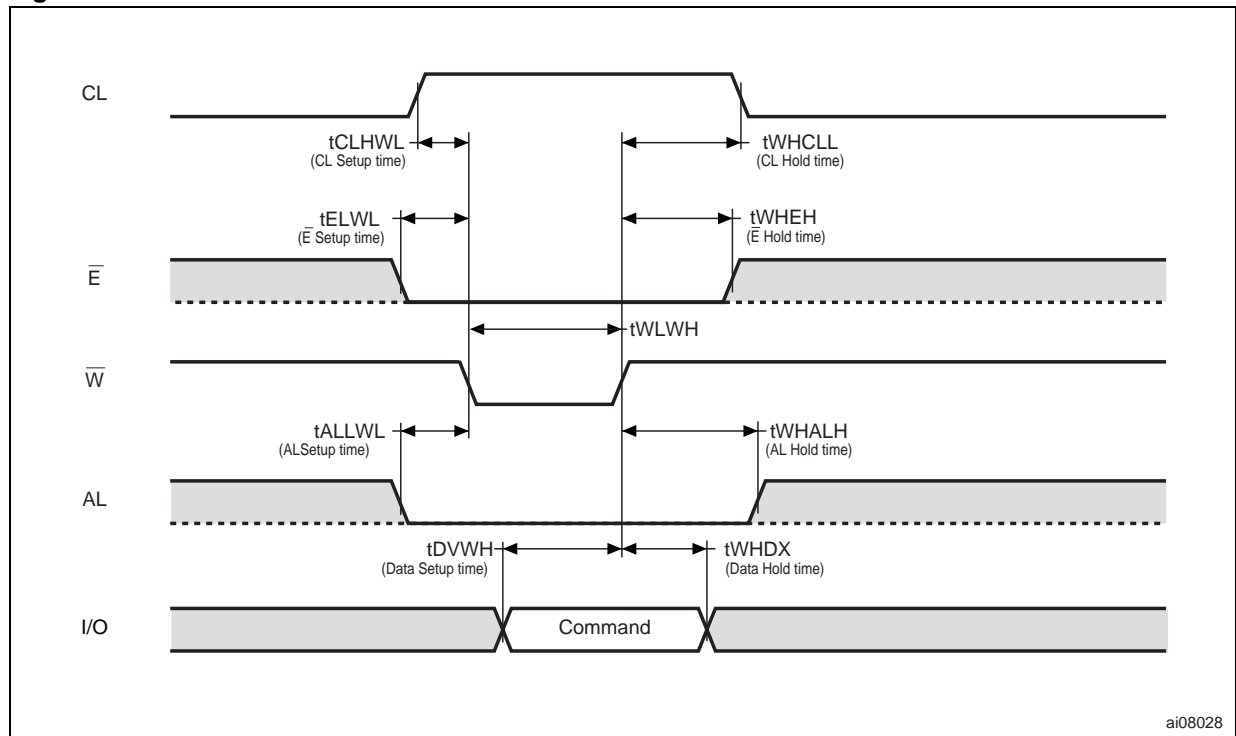 CL
tCLHWL
(CL Setup time)
tWHCLL
(CL Hold time)
tELWL
(E̅ Setup time)
tWHEH
(E̅ Hold time)
E̅
tWLWH
W̅
tALLWL
(ALSetup time)
tWHALH
(AL Hold time)
AL
tDVWH
(Data Setup time)
tWHDX
(Data Hold time)
I/O
Command
ai08028